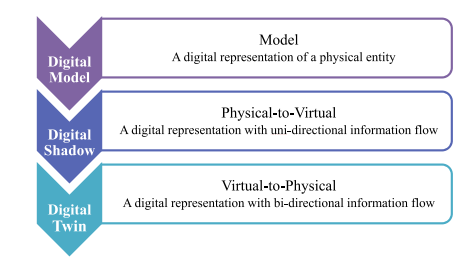 Digital
Model
Model
A digital representation of a physical entity
Digital
Shadow
Physical-to-Virtual
A digital representation with uni-directional information flow
Digital
Twin
Virtual-to-Physical
A digital representation with bi-directional information flow